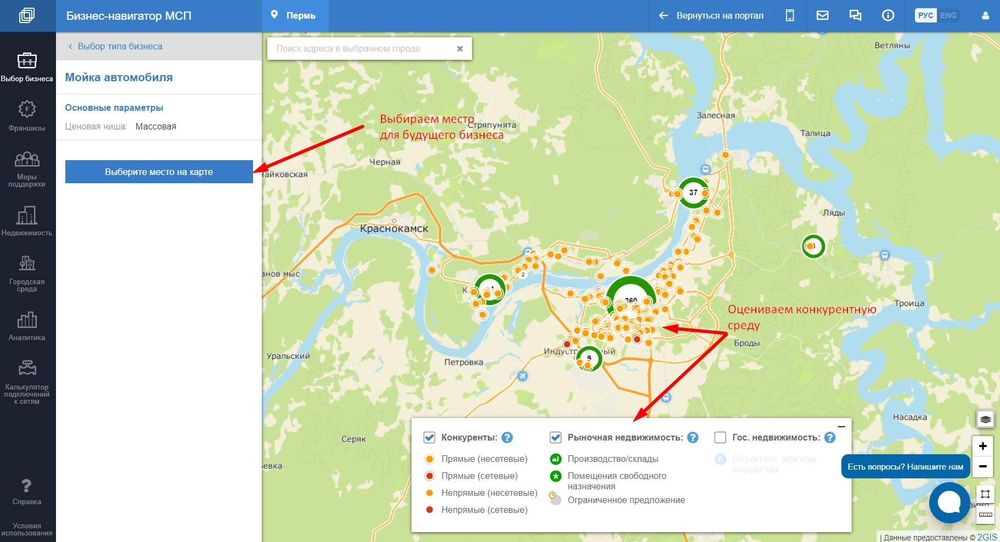 Бизнес-навигатор МСП
Пермь
Вернуться на портал
РУС ENG
Выбор бизнеса
Франшизы
Меры
поддержки
Недвижимость
Городская
среда
Аналитика
Калькулятор
подключений
к сетям
Справка
Условия
использования
‹ Выбор типа бизнеса
Мойка автомобиля
Основные параметры
Ценовая ниша: Массовая
Выберите место на карте
Поиск адреса в выбранном городе
Ветляны
Залесная
Выбираем место
для будущего бизнеса
Стряпунята
Талица
Черная
Чайковская
37
Ляды
Краснокамск
2
360
Оцениваем конкурентную
среду
Троица
Броды
Уральский
Петровка
9
Насадка
Серяк
Конкуренты: ?
Прямые (несетевые)
Прямые (сетевые)
Непрямые (несетевые)
Непрямые (сетевые)
Рыночная недвижимость: ?
Производство/склады
Помещения свободного
назначения
Ограниченное предложение
Гос. недвижимость: ?
Объект гос. или мун.
имущества
Есть вопросы? Напишите нам
| Данные предоставлены © 2GIS